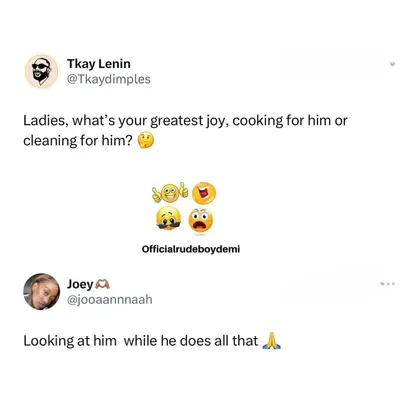 Tkay Lenin
@Tkaydimples
Ladies, what's your greatest joy, cooking for him or
cleaning for him? 🤔
Officialrudeboydemi
Joey🫶🏽
@jooaannnaah
Looking at him  while he does all that 🙏